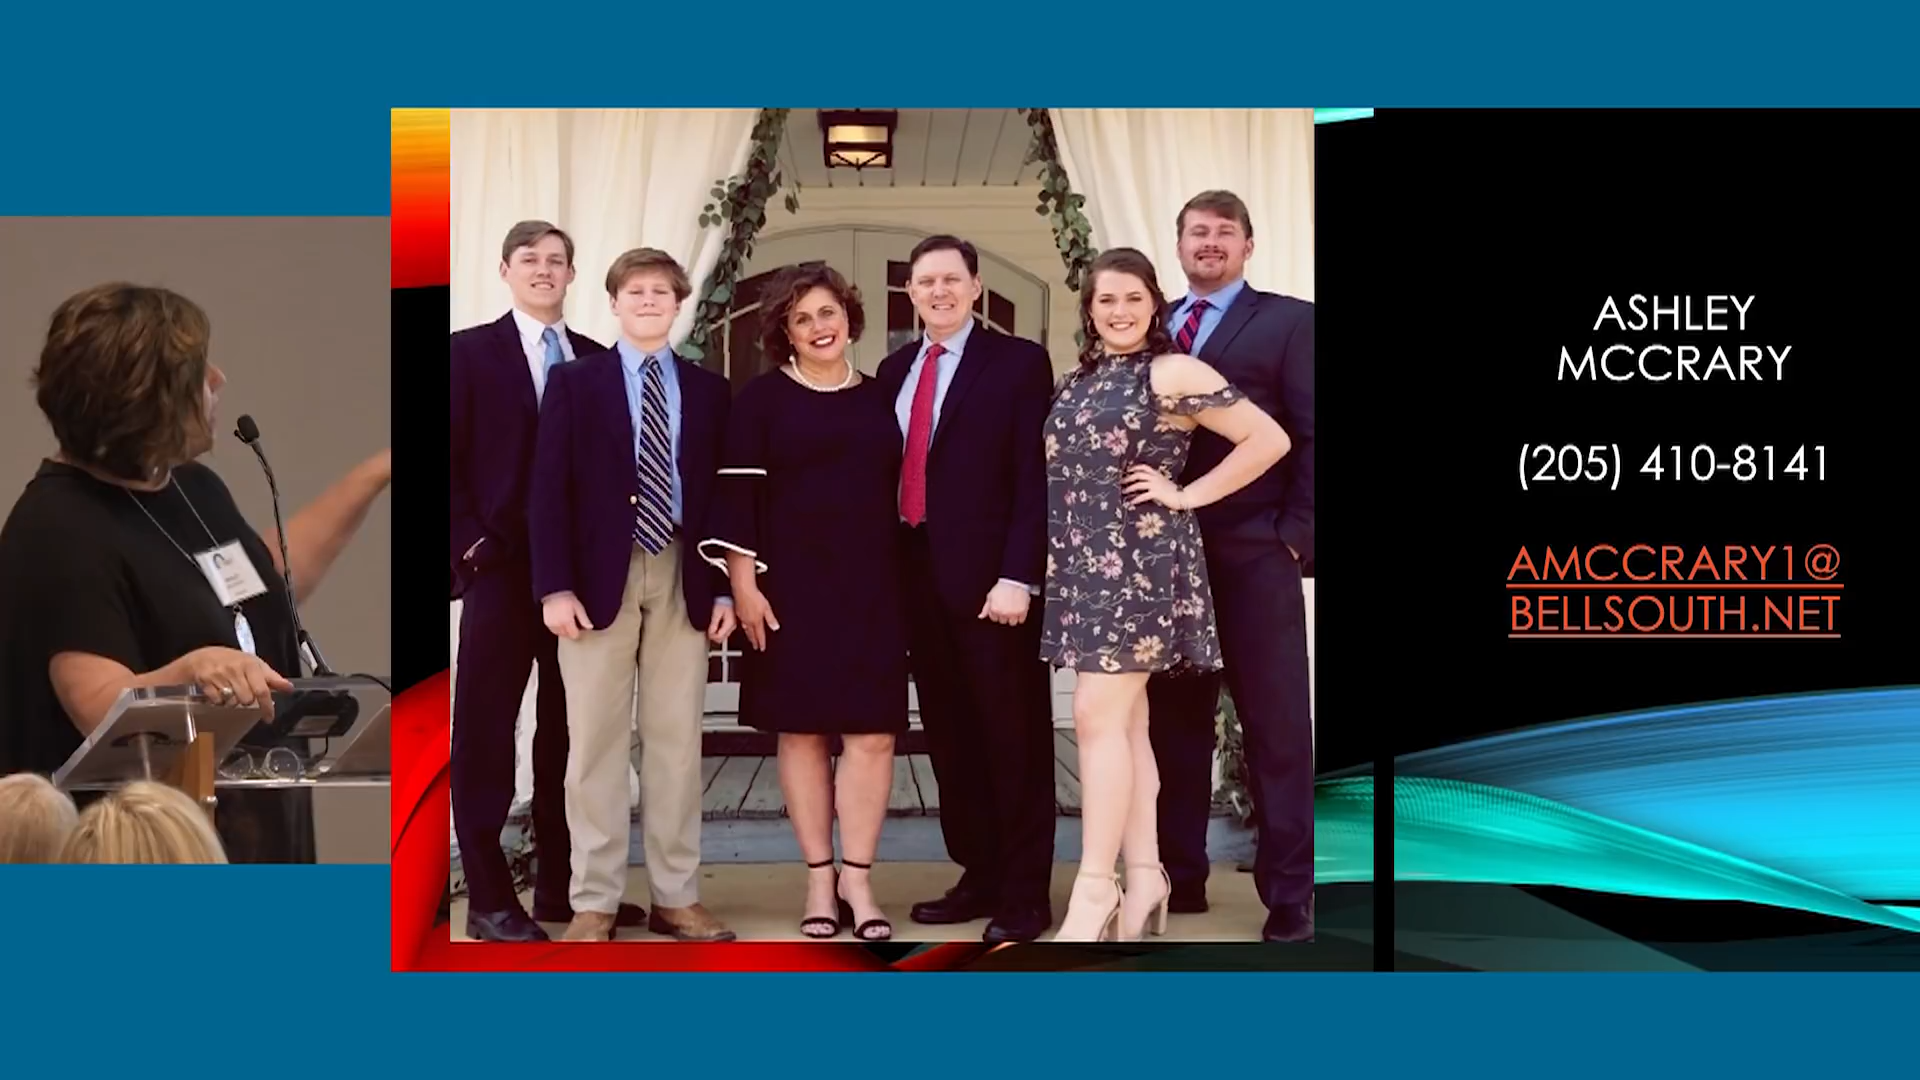 ASHLEY
MCCRARY
(205) 410-8141
AMCCRARY1@
BELLSOUTH.NET